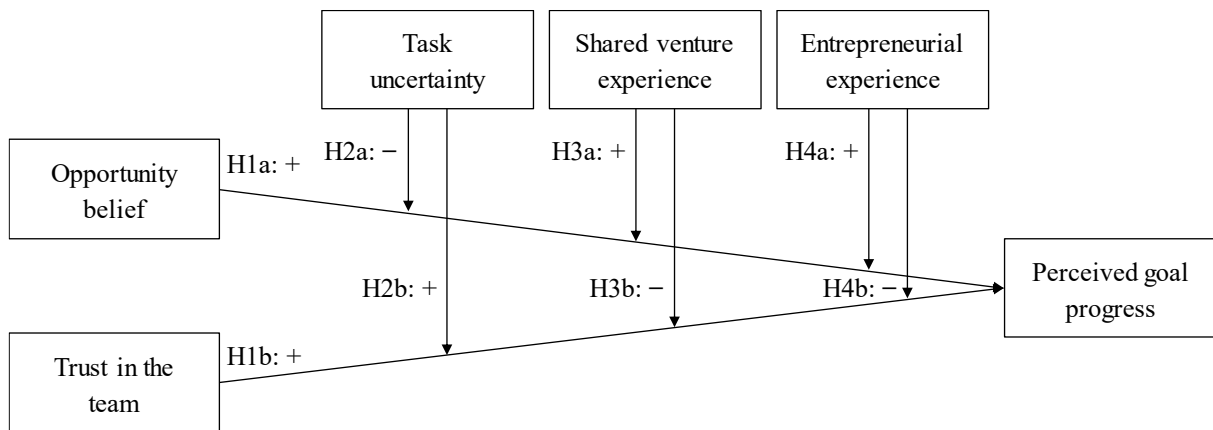 Task
uncertainty
Shared venture
experience
Entrepreneurial
experience
H2a: −
H3a: +
H4a: +
Opportunity
belief
H1a: +
H2b: +
H3b: −
H4b: −
Perceived goal
progress
Trust in the
team
H1b: +